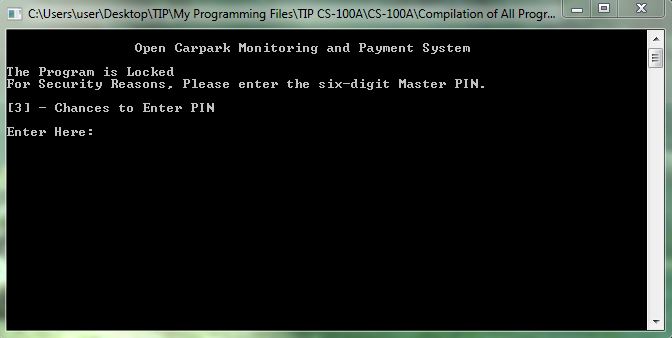 C:\Users\user\Desktop\TIP\My Programming Files\TIP CS-100A\CS-100A\Compilation of All Progr...
Open Carpark Monitoring and Payment System
The Program is Locked
For Security Reasons, Please enter the six-digit Master PIN.
[3] - Chances to Enter PIN
Enter Here: